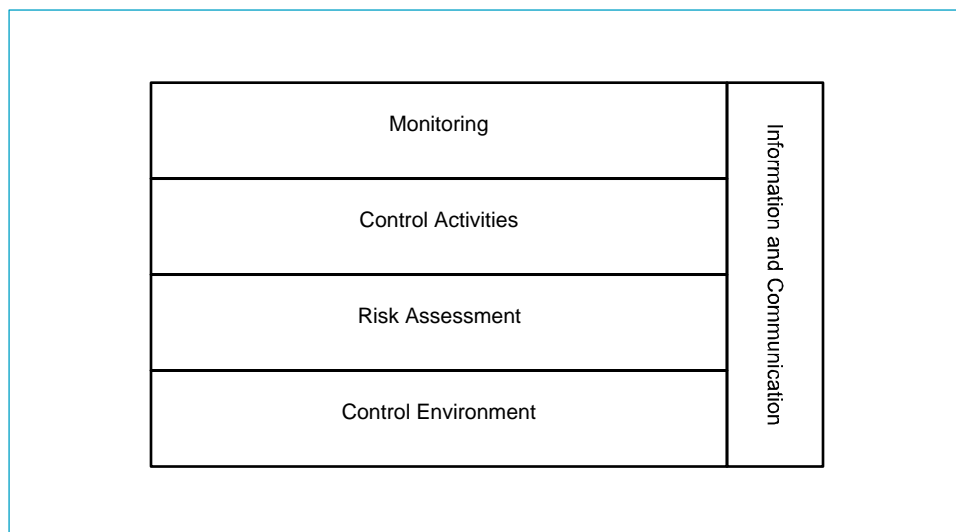 Monitoring
Control Activities
Risk Assessment
Control Environment
Information and Communication